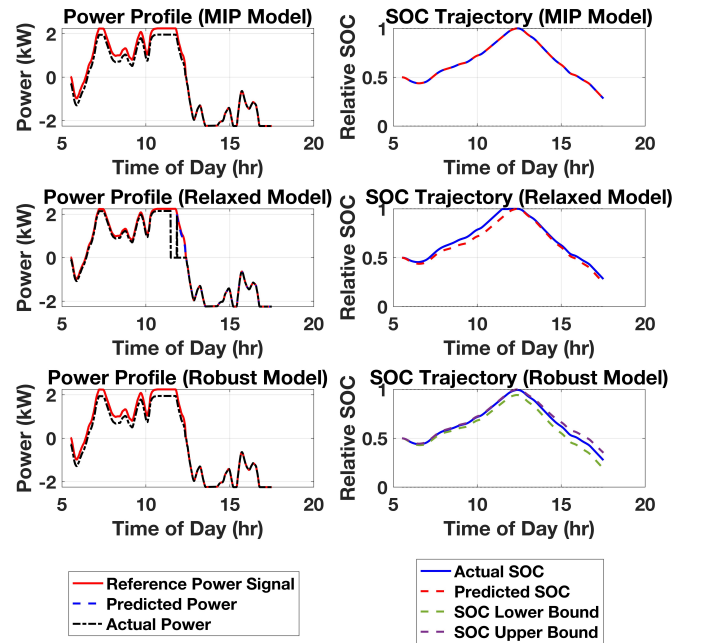 Power Profile (MIP Model)
Power (kW)
2
0
-2
5
10
15
20
Time of Day (hr)
SOC Trajectory (MIP Model)
Relative SOC
1
0.5
0
5
10
15
20
Time of Day (hr)
Power Profile (Relaxed Model)
Power (kW)
2
0
-2
5
10
15
20
Time of Day (hr)
SOC Trajectory (Relaxed Model)
Relative SOC
1
0.5
0
5
10
15
20
Time of Day (hr)
Power Profile (Robust Model)
Power (kW)
2
0
-2
5
10
15
20
Time of Day (hr)
SOC Trajectory (Robust Model)
Relative SOC
1
0.5
0
5
10
15
20
Time of Day (hr)
Reference Power Signal
Predicted Power
Actual Power
Actual SOC
Predicted SOC
SOC Lower Bound
SOC Upper Bound